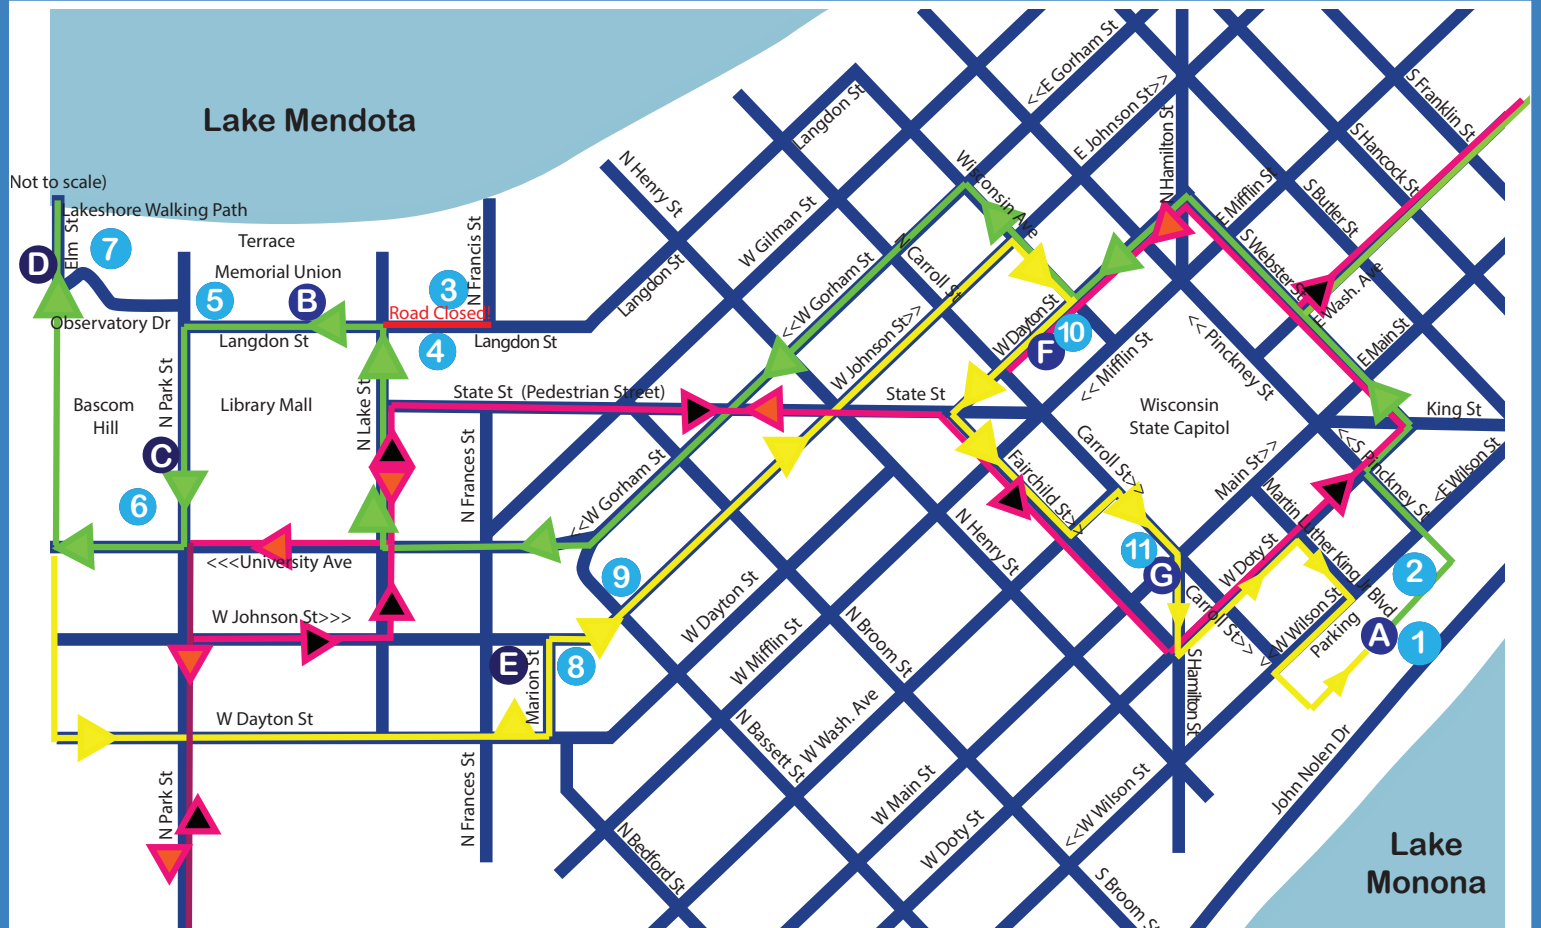 Lake Mendota
Not to scale)
Lakeshore Walking Path
Elm St
D
7
Terrace
Memorial Union
5
B
3
N Francis St
Road Closed!
Observatory Dr
Langdon St
4
Langdon St
Bascom
Hill
N Park St
Library Mall
N Lake St
State St (Pedestrian Street)
State St
C
6
N Frances St
<<<University Ave
W Johnson St>>>
E
8
9
Marion St
W Dayton St
N Park St
N Frances St
N Henry St
Langdon St
Langdon St
W Gilman St
<<W Gorham St
<<W Gorham St
N Carroll St
W Johnson St>>
Wisconsin Ave
W Dayton St
10
F
<<E Gorham St
E Johnson St>>
N Hamilton St
E Mifflin St
S Webster St
S Butler St
S Hancock St
S Franklin St
E Wash. Ave
E Main St
<< Pinckney St
<< Mifflin St
Wisconsin
State Capitol
King St
Carroll St>>
Main St>>
<<S Pinckney St
<E Wilson St
Fairchild St>>
Martin Luther King Jr Blvd
11
G
W Doty St
Carroll St>>
<<W Wilson St
Parking
2
A
1
N Henry St
W Dayton St
W Mifflin St
N Broom St
W Wash. Ave
N Bassett St
W Main St
W Doty St
<<W Wilson St
S Hamilton St
John Nolen Dr
N Bedford St
S Broom St
Lake
Monona